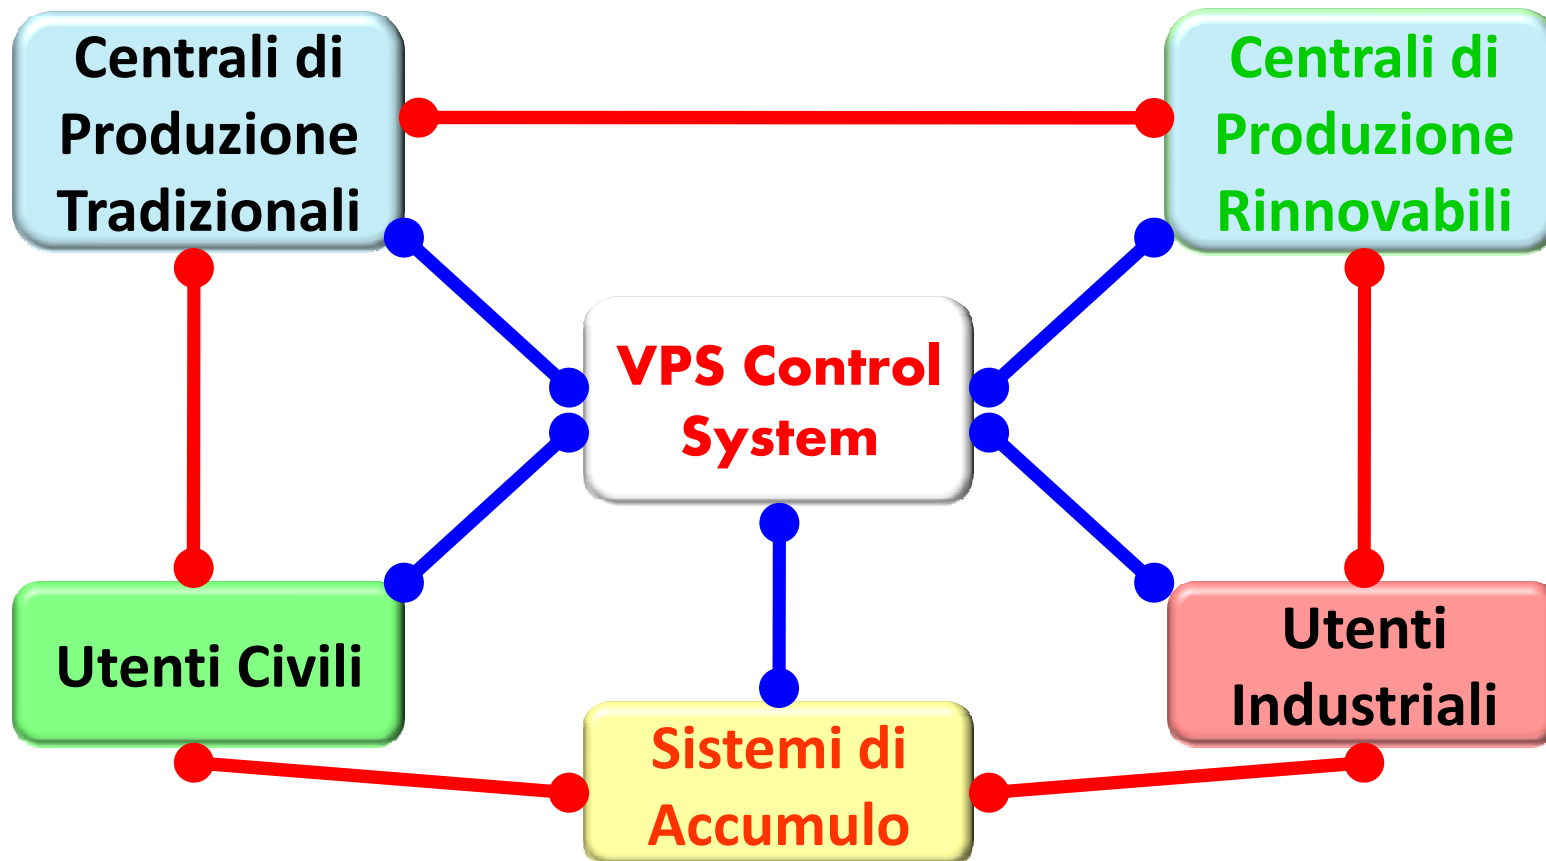 Centrali di
Produzione
Tradizionali
Centrali di
Produzione
Rinnovabili
VPS Control
System
Utenti Civili
Utenti
Industriali
Sistemi di
Accumulo